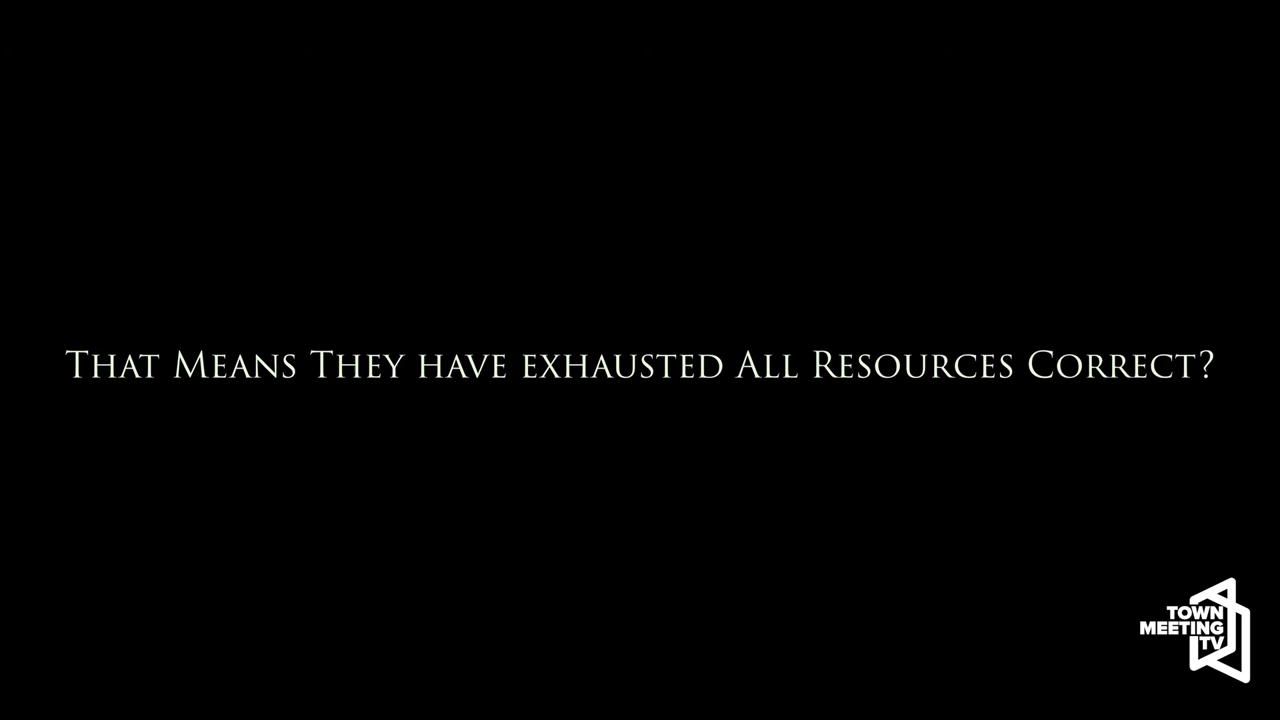 That Means They have exhausted All Resources Correct?
TOWN
MEETING
TV